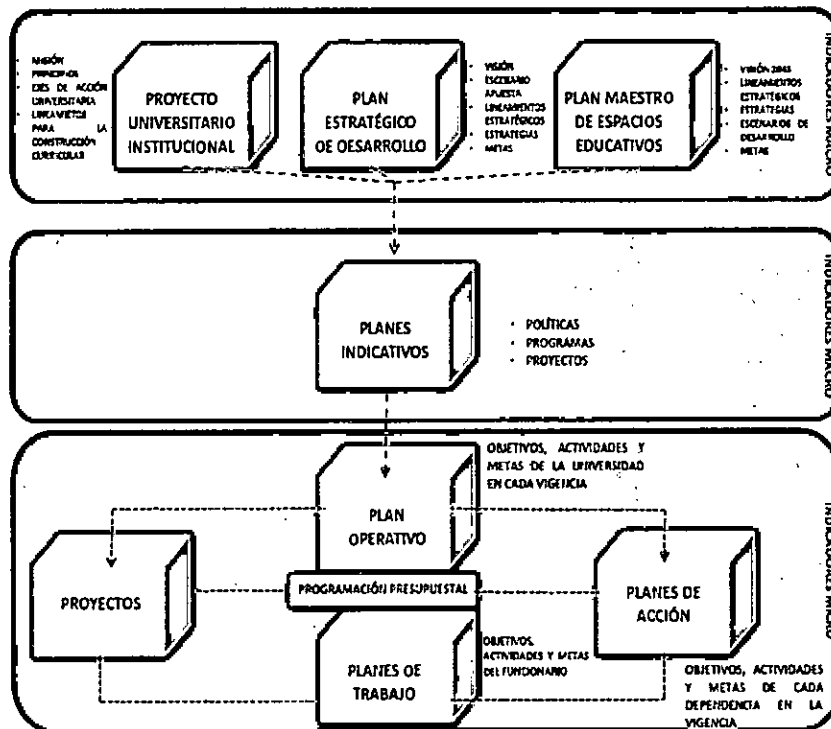 MISIÓN
PRINCIPIOS
EJES DE ACCIÓN
UNIVERSITARIA
LINEAMIETOS
PARA LA
CONSTRUCCIÓN
CURRICULAR
PROYECTO
UNIVERSITARIO
INSTITUCIONAL
PLAN
ESTRATÉGICO
DE DESARROLLO
VISIÓN
ESCENARIO
APUESTA
LINEAMIENTOS
ESTRATÉGICOS
ESTRATEGIAS
METAS
PLAN MAESTRO
DE ESPACIOS
EDUCATIVOS
VISIÓN
LINEAMIENTOS
ESTRATÉGICOS
ESTRATEGIAS
ESCENARIOS DE
DESARROLLO
METAS
INDICADORES MACRO
PLANES
INDICATIVOS
POLÍTICAS
PROGRAMAS
PROYECTOS
INDICADORES MACRO
OBJETIVOS, ACTIVIDADES Y
METAS DE LA UNIVERSIDAD
EN CADA VIGENCIA
PLAN
OPERATIVO
PROYECTOS
PROGRAMACIÓN PRESUPUESTAL
PLANES DE
ACCIÓN
PLANES DE
TRABAJO
OBJETIVOS,
ACTIVIDADES Y METAS
DEL FUNCIONARIO
OBJETIVOS, ACTIVIDADES
Y METAS DE CADA
DEPENDENCIA EN LA
VIGENCIA
INDICADORES MICRO